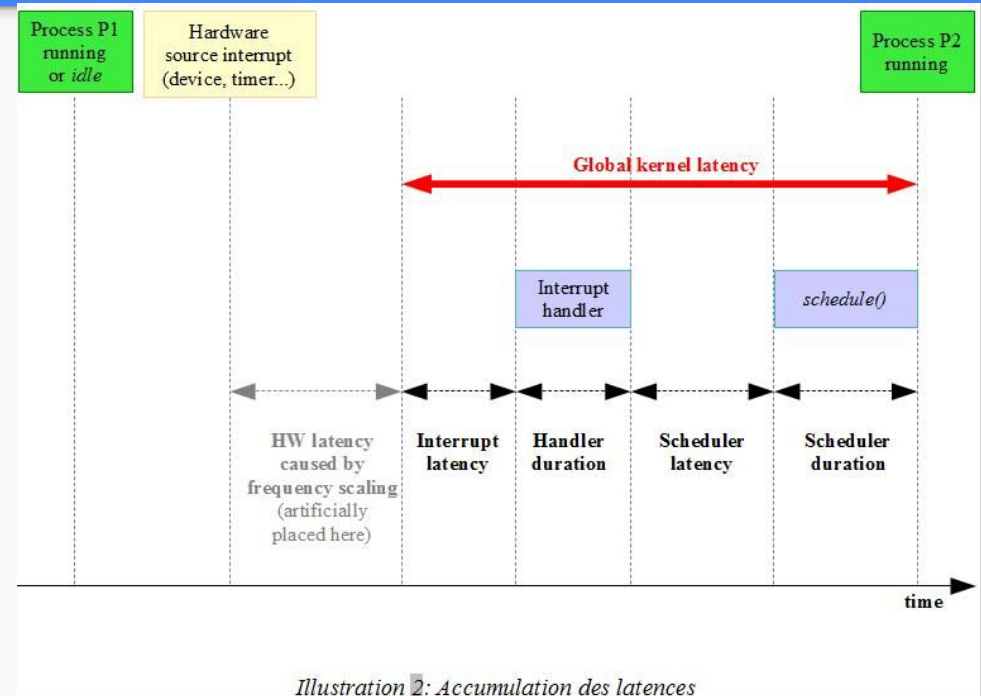 Process P1
running
or idle
Hardware
source interrupt
(device, timer...)
Process P2
running
Global kernel latency
Interrupt
handler
schedule()
HW latency
caused by
frequency scaling
(artificially
placed here)
Interrupt
latency
Handler
duration
Scheduler
latency
Scheduler
duration
time
Illustration 2: Accumulation des latences